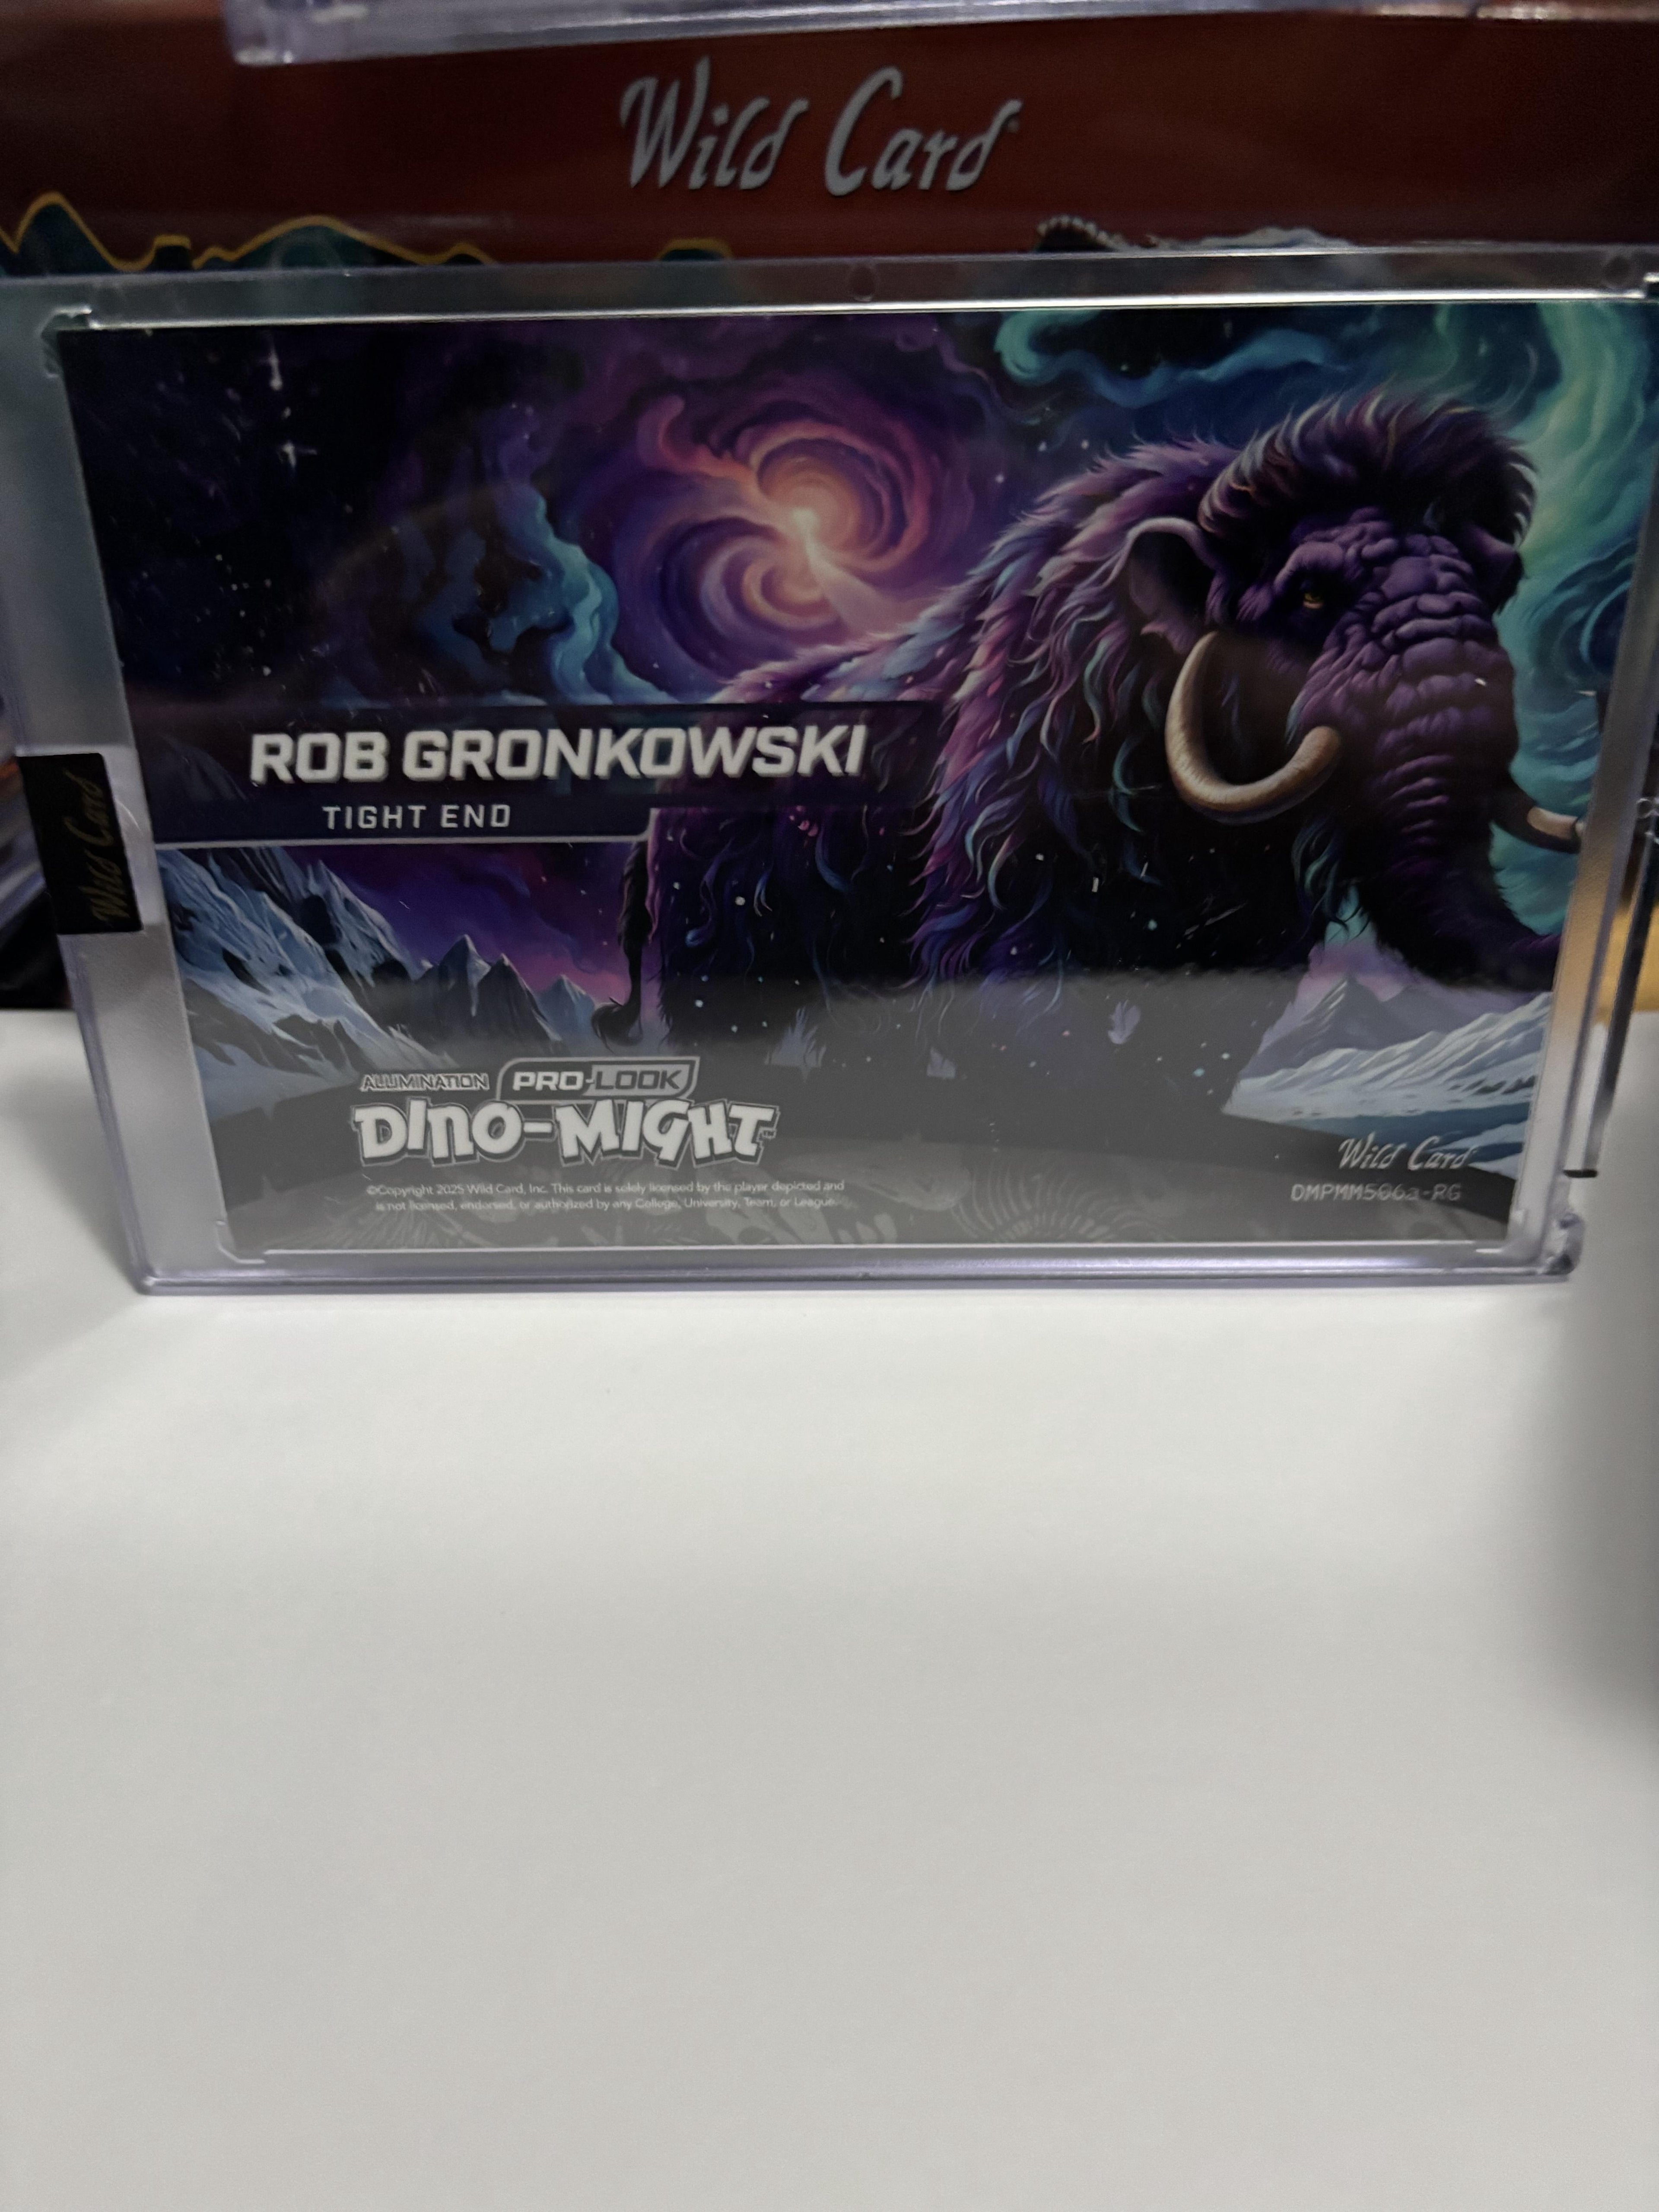 Wild Card
ROB GRONKOWSKI
TIGHT END
Wild Card
ALUMINATION PRO-LOOK
DINO-MIGHT™
©Copyright 2025 Wild Card, Inc. This card is solely licensed by the player depicted and
is not licensed, endorsed, or authorized by any College, University, Team, or League.
Wild Card
DMPMM506a-RG